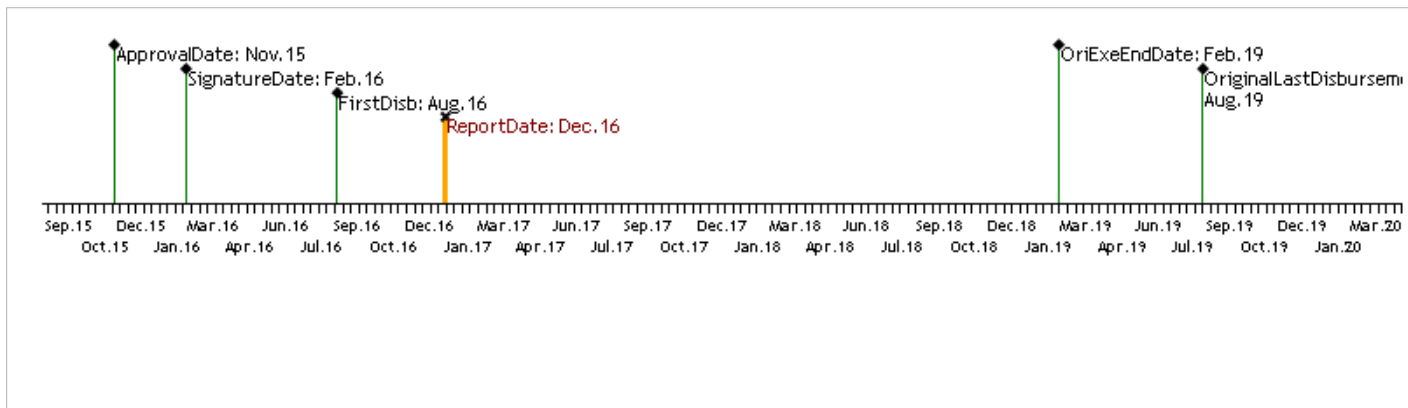 ApprovalDate: Nov.15
SignatureDate: Feb.16
FirstDisb: Aug.16
ReportDate: Dec.16
OriExeEndDate: Feb.19
Aug.19
Sep.15 Dec.15 Mar.16 Jun.16 Sep.16 Dec.16 Mar.17 Jun.17 Sep.17 Dec.17 Mar.18 Jun.18 Sep.18 Dec.18 Mar.19 Jun.19 Sep.19 Dec.19 Mar.20
Oct.15 Jan.16 Apr.16 Jul.16 Oct.16 Jan.17 Apr.17 Jul.17 Oct.17 Jan.18 Apr.18 Jul.18 Oct.18 Jan.19 Apr.19 Jul.19 Oct.19 Jan.20